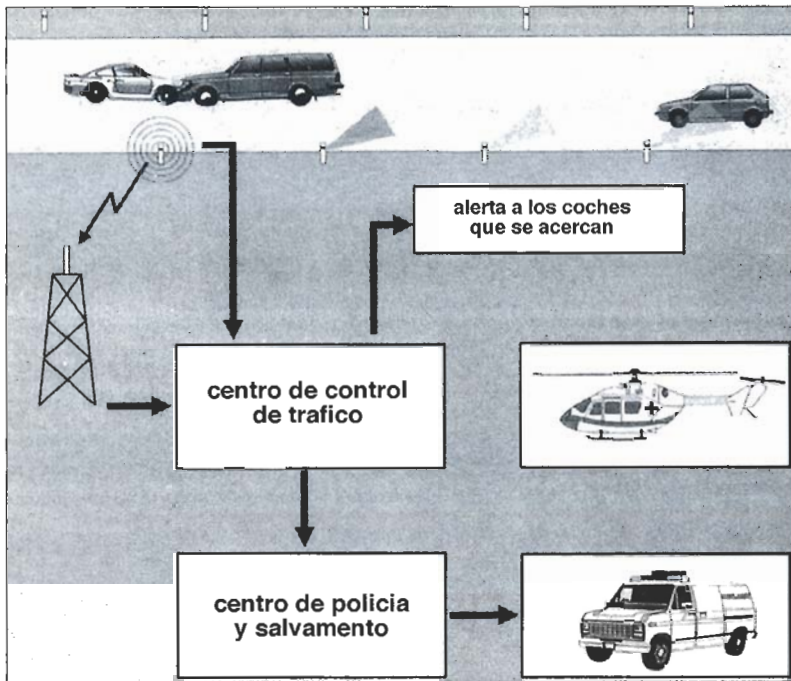 alerta a los coches
que se acercan
centro de control
de trafico
centro de policia
y salvamento